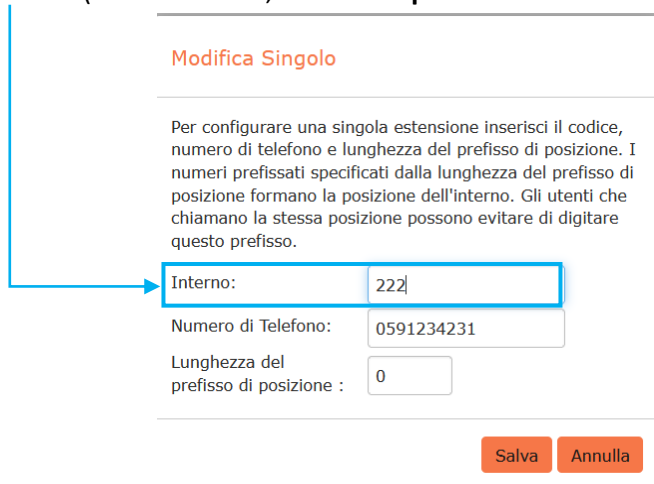 Modifica Singolo
Per configurare una singola estensione inserisci il codice,
numero di telefono e lunghezza del prefisso di posizione. I
numeri prefissati specificati dalla lunghezza del prefisso di
posizione formano la posizione dell'interno. Gli utenti che
chiamano la stessa posizione possono evitare di digitare
questo prefisso.
Interno: 222
Numero di Telefono: 0591234231
Lunghezza del
prefisso di posizione : 0
Salva Annulla